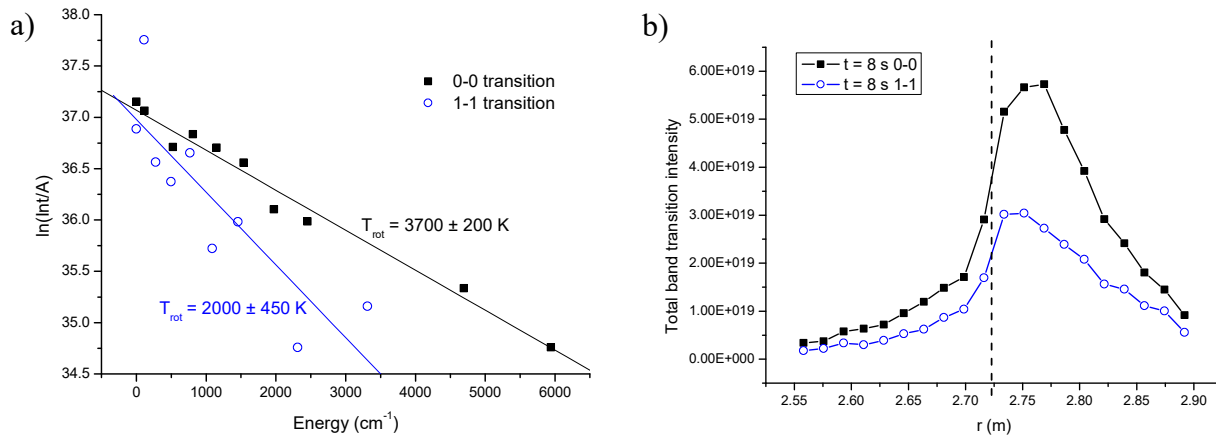 a)
38.0
37.5
37.0
36.5
36.0
35.5
35.0
34.5
ln(Int/A)
0-0 transition
1-1 transition
T_rot = 3700 ± 200 K
T_rot = 2000 ± 450 K
0 1000 2000 3000 4000 5000 6000
Energy (cm⁻¹)
b)
t = 8 s 0-0
t = 8 s 1-1
6.00E+019
5.00E+019
4.00E+019
3.00E+019
2.00E+019
1.00E+019
0.00E+000
Total band transition intensity
2.55 2.60 2.65 2.70 2.75 2.80 2.85 2.90
r (m)